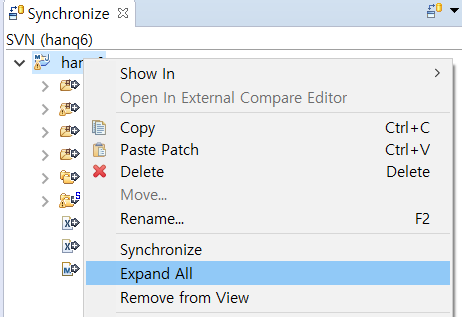 Synchronize
SVN (hanq6)
Show In
Open In External Compare Editor
Copy Ctrl+C
Paste Patch Ctrl+V
Delete Delete
Move...
Rename... F2
Synchronize
Expand All
Remove from View